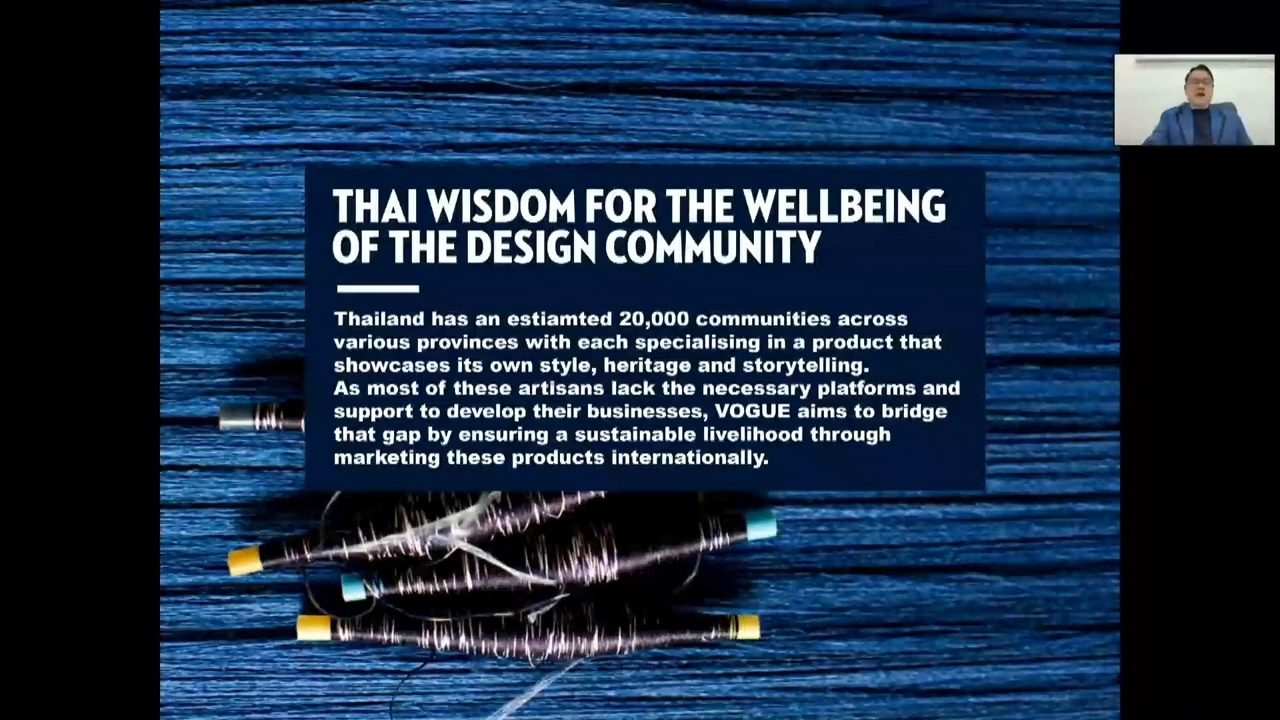 THAI WISDOM FOR THE WELLBEING
OF THE DESIGN COMMUNITY
Thailand has an estiamted 20,000 communities across
various provinces with each specialising in a product that
showcases its own style, heritage and storytelling.
As most of these artisans lack the necessary platforms and
support to develop their businesses, VOGUE aims to bridge
that gap by ensuring a sustainable livelihood through
marketing these products internationally.